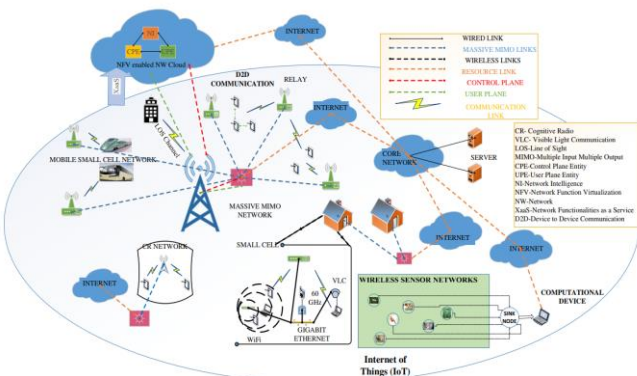 NI
CPE
CPE
NFV enabled NW Cloud
XaaS
INTERNET
D2D
COMMUNICATION
RELAY
LOS Channel
INTERNET
MOBILE SMALL CELL NETWORK
MASSIVE MIMO
NETWORK
CORE
NETWORK
SERVER
WIRED LINK
MASSIVE MIMO LINKS
WIRELESS LINKS
RESOURCE LINK
CONTROL PLANE
USER PLANE
COMMUNICATION
LINK
CR- Cognitive Radio
VLC- Visible Light Communication
LOS-Line of Sight
MIMO-Multiple Input Multiple Output
CPE-Control Plane Entity
UPE-User Plane Entity
NI-Network Intelligence
NFV-Network Function Virtualization
NW-Network
XaaS-Network Functionalities as a Service
D2D-Device to Device Communication
SMALL CELL
CR NETWORK
INTERNET
INTERNET
INTERNET
60
GHz
VLC
WiFi
GIGABIT
ETHERNET
WIRELESS SENSOR NETWORKS
SINK
NODE
COMPUTATIONAL
DEVICE
Internet of
Things (IoT)